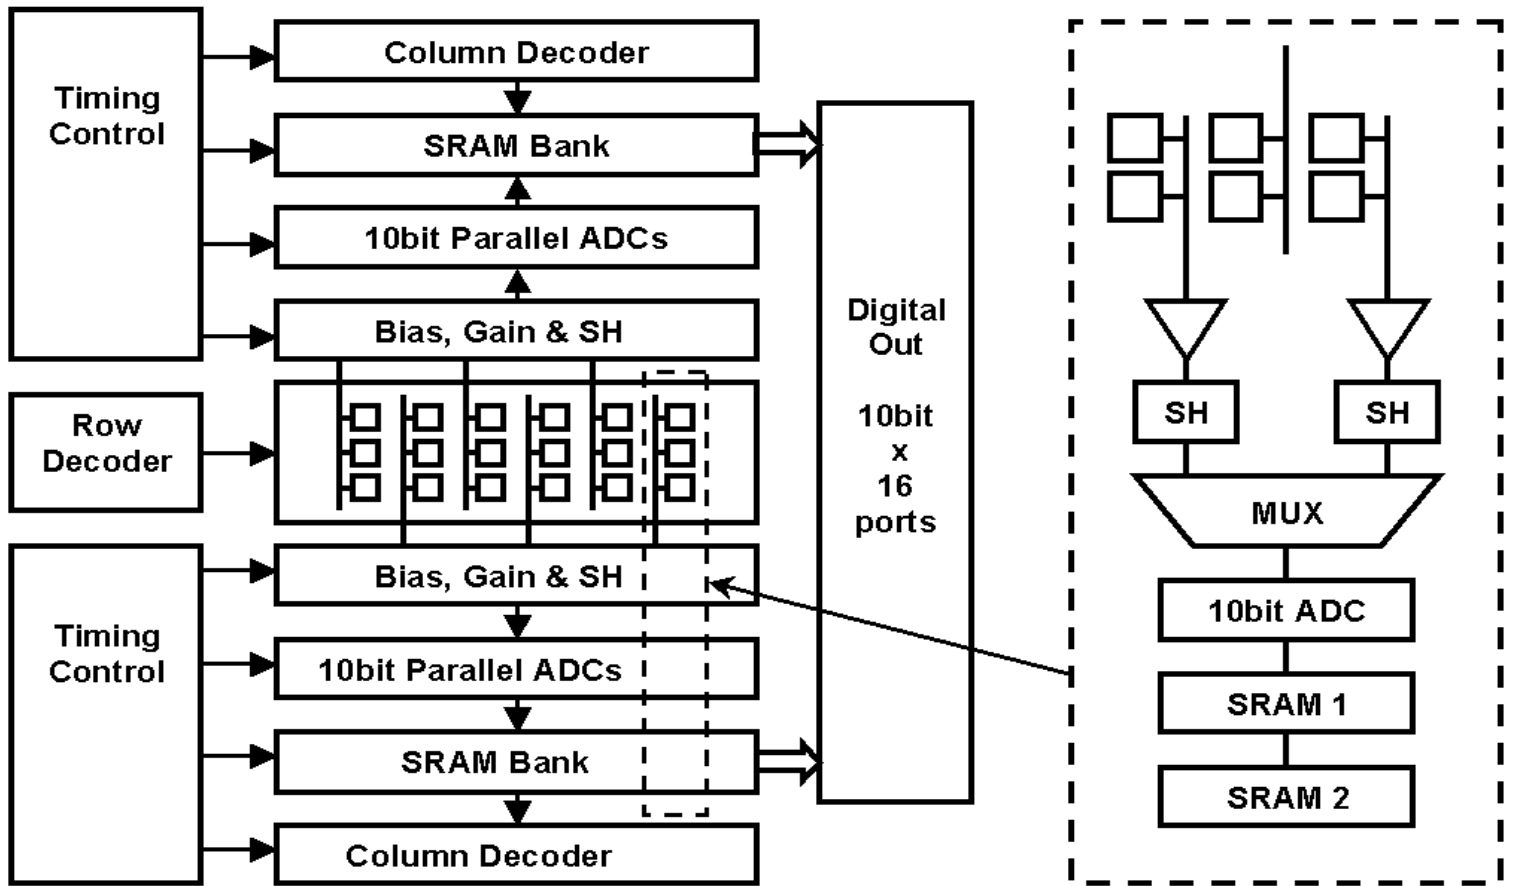 Timing
Control
Column Decoder
SRAM Bank
10bit Parallel ADCs
Bias, Gain & SH
Row
Decoder
Timing
Control
Bias, Gain & SH
10bit Parallel ADCs
SRAM Bank
Column Decoder
Digital
Out
10bit
x
16
ports
SH
SH
MUX
10bit ADC
SRAM 1
SRAM 2